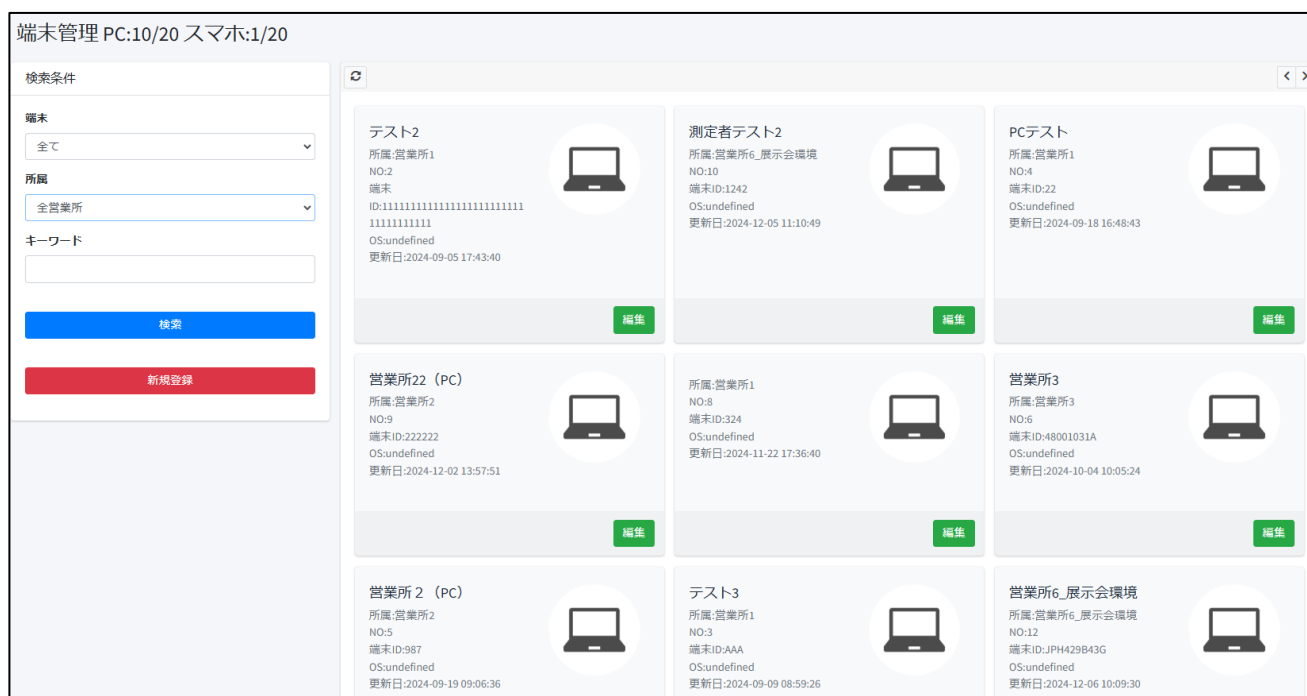 端末管理 PC:10/20 スマホ:1/20
検索条件
端末
全て
所属
全営業所
キーワード
検索
新規登録
テスト2
所属:営業所1
NO:2
端末
ID:1111111111111111111111111
11111111111
OS:undefined
更新日:2024-09-05 17:43:40
編集
測定者テスト2
所属:営業所6_展示会環境
NO:10
端末ID:1242
OS:undefined
更新日:2024-12-05 11:10:49
編集
PCテスト
所属:営業所1
NO:4
端末ID:22
OS:undefined
更新日:2024-09-18 16:48:43
編集
営業所22（PC）
所属:営業所2
NO:9
端末ID:222222
OS:undefined
更新日:2024-12-02 13:57:51
編集
所属:営業所1
NO:8
端末ID:324
OS:undefined
更新日:2024-11-22 17:36:40
編集
営業所3
所属:営業所3
NO:6
端末ID:48001031A
OS:undefined
更新日:2024-10-04 10:05:24
編集
営業所２（PC）
所属:営業所2
NO:5
端末ID:987
OS:undefined
更新日:2024-09-19 09:06:36
テスト3
所属:営業所1
NO:3
端末ID:AAA
OS:undefined
更新日:2024-09-09 08:59:26
営業所6_展示会環境
所属:営業所6_展示会環境
NO:12
端末ID:JPH429B43G
OS:undefined
更新日:2024-12-06 10:09:30